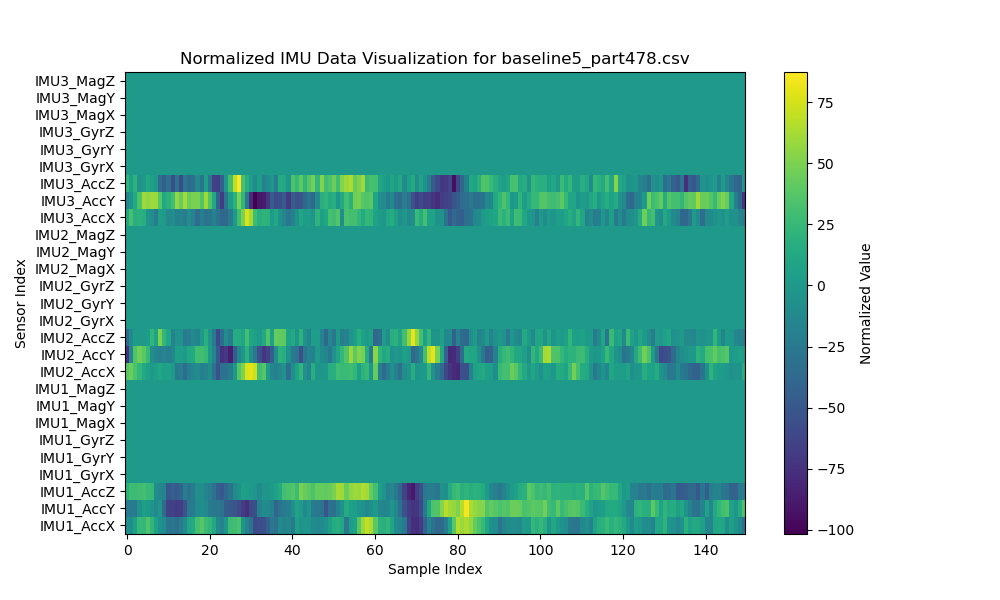 Normalized IMU Data Visualization for baseline5_part478.csv
IMU3_MagZ
IMU3_MagY
IMU3_MagX
IMU3_GyrZ
IMU3_GyrY
IMU3_GyrX
IMU3_AccZ
IMU3_AccY
IMU3_AccX
IMU2_MagZ
IMU2_MagY
IMU2_MagX
IMU2_GyrZ
IMU2_GyrY
IMU2_GyrX
IMU2_AccZ
IMU2_AccY
IMU2_AccX
IMU1_MagZ
IMU1_MagY
IMU1_MagX
IMU1_GyrZ
IMU1_GyrY
IMU1_GyrX
IMU1_AccZ
IMU1_AccY
IMU1_AccX
Sensor Index
0 20 40 60 80 100 120 140
Sample Index
75
50
25
0
−25
−50
−75
−100
Normalized Value